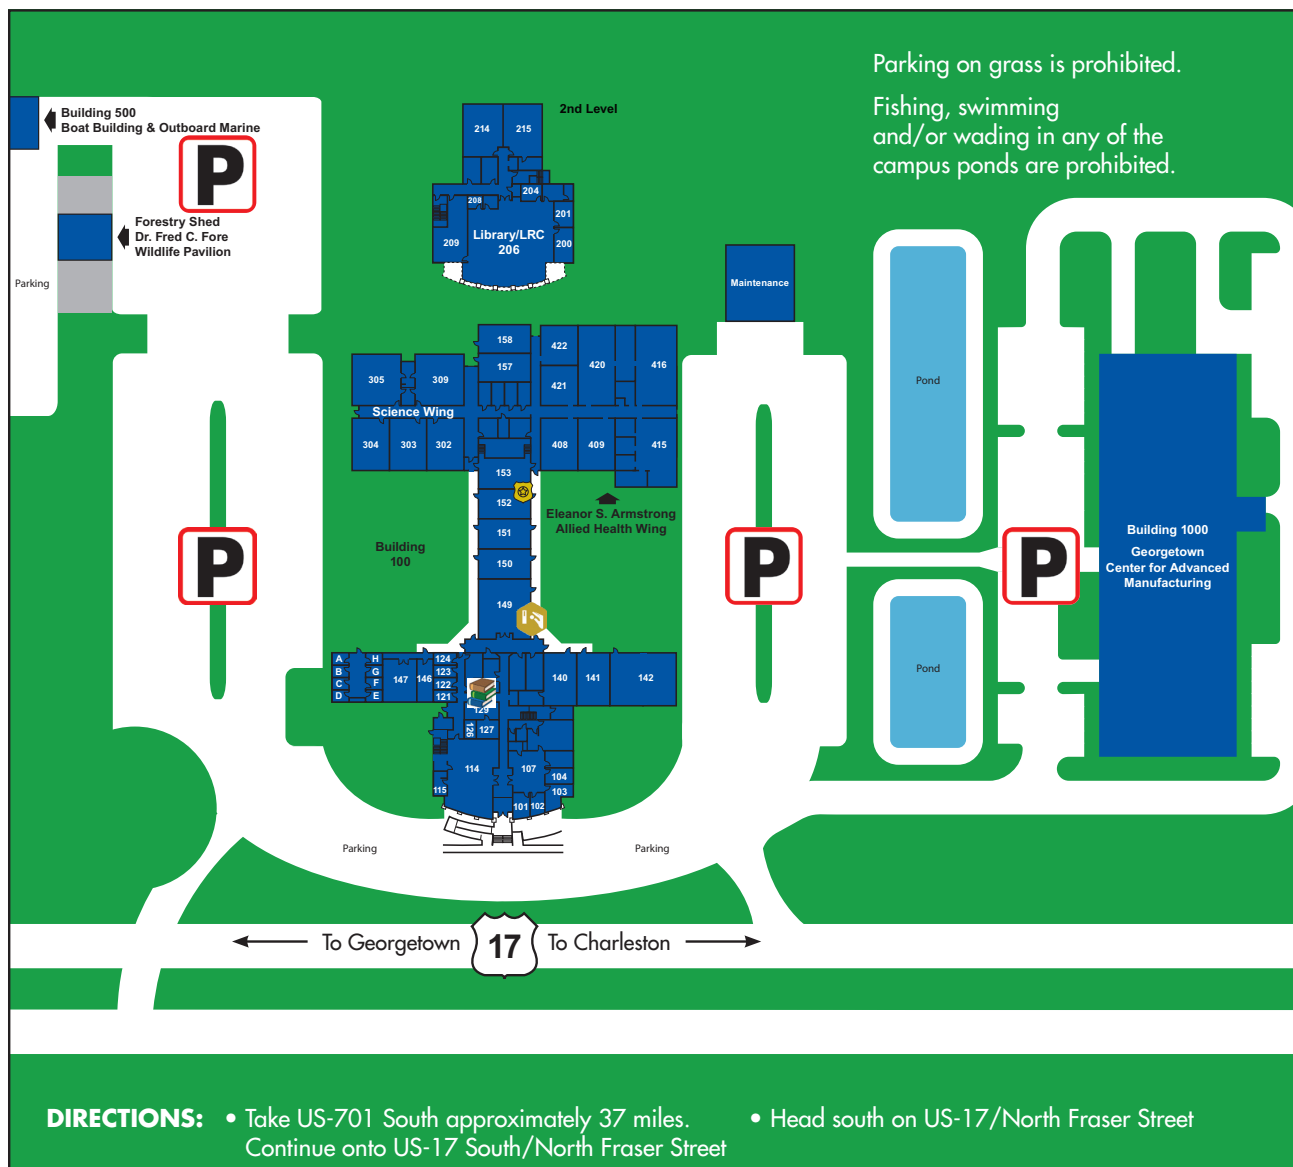 Parking on grass is prohibited.
Fishing, swimming
and/or wading in any of the
campus ponds are prohibited.
Building 500
Boat Building & Outboard Marine
P
Forestry Shed
Dr. Fred C. Fore
Wildlife Pavilion
Parking
2nd Level
214
215
204
208
201
209
Library/LRC
206
200
Maintenance
158
157
422
420
416
421
305
309
Science Wing
304
303
302
408
409
415
153
152
151
150
149
Eleanor S. Armstrong
Allied Health Wing
Building
100
P
P
P
Pond
Pond
Building 1000
Georgetown
Center for Advanced
Manufacturing
A
B
C
D
H
G
F
E
147
146
124
123
122
121
140
141
142
129
126
127
114
115
107
104
103
101
102
Parking
Parking
To Georgetown
17
To Charleston
DIRECTIONS:
• Take US-701 South approximately 37 miles.
Continue onto US-17 South/North Fraser Street
• Head south on US-17/North Fraser Street